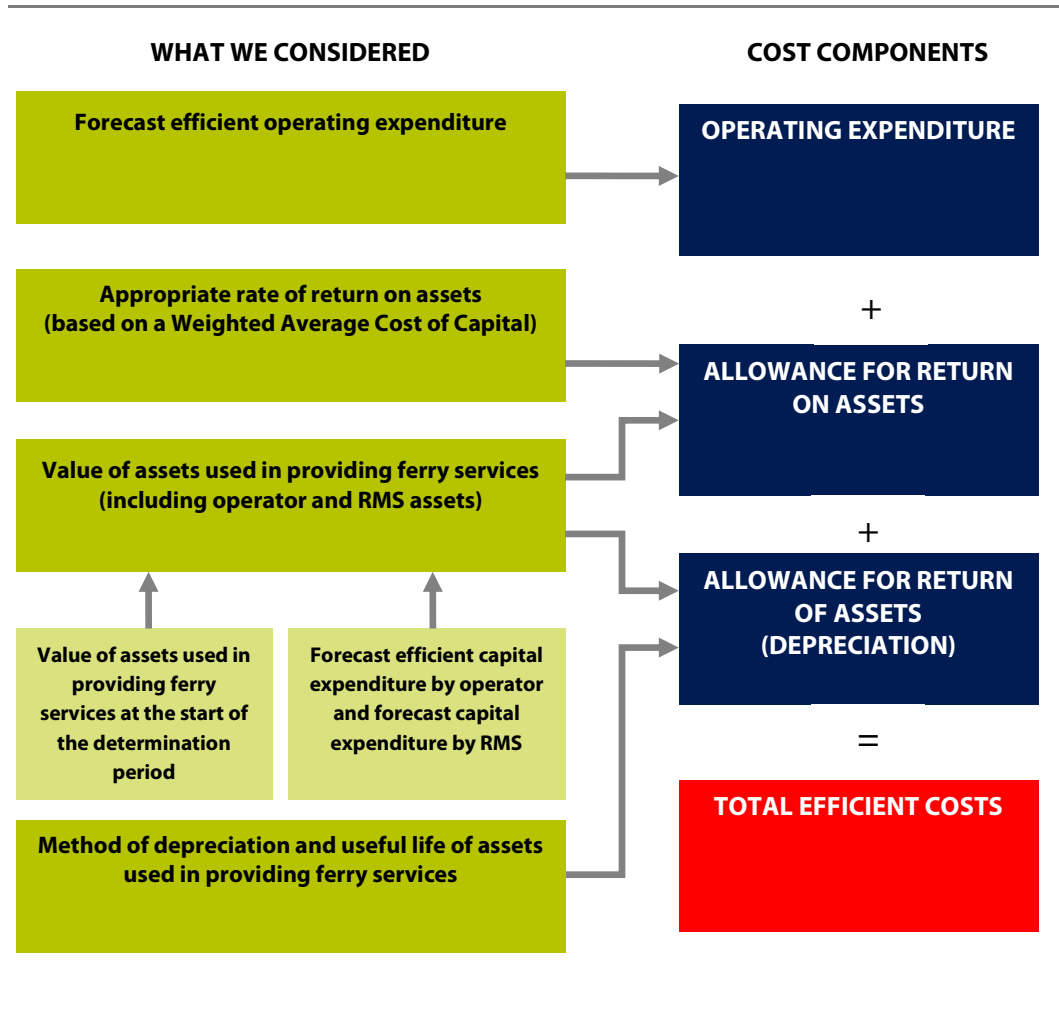 WHAT WE CONSIDERED
COST COMPONENTS
Forecast efficient operating expenditure
OPERATING EXPENDITURE
Appropriate rate of return on assets
(based on a Weighted Average Cost of Capital)
+
ALLOWANCE FOR RETURN
ON ASSETS
Value of assets used in providing ferry services
(including operator and RMS assets)
+
ALLOWANCE FOR RETURN
OF ASSETS
(DEPRECIATION)
Value of assets used in
providing ferry
services at the start of
the determination
period
Forecast efficient capital
expenditure by operator
and forecast capital
expenditure by RMS
=
TOTAL EFFICIENT COSTS
Method of depreciation and useful life of assets
used in providing ferry services